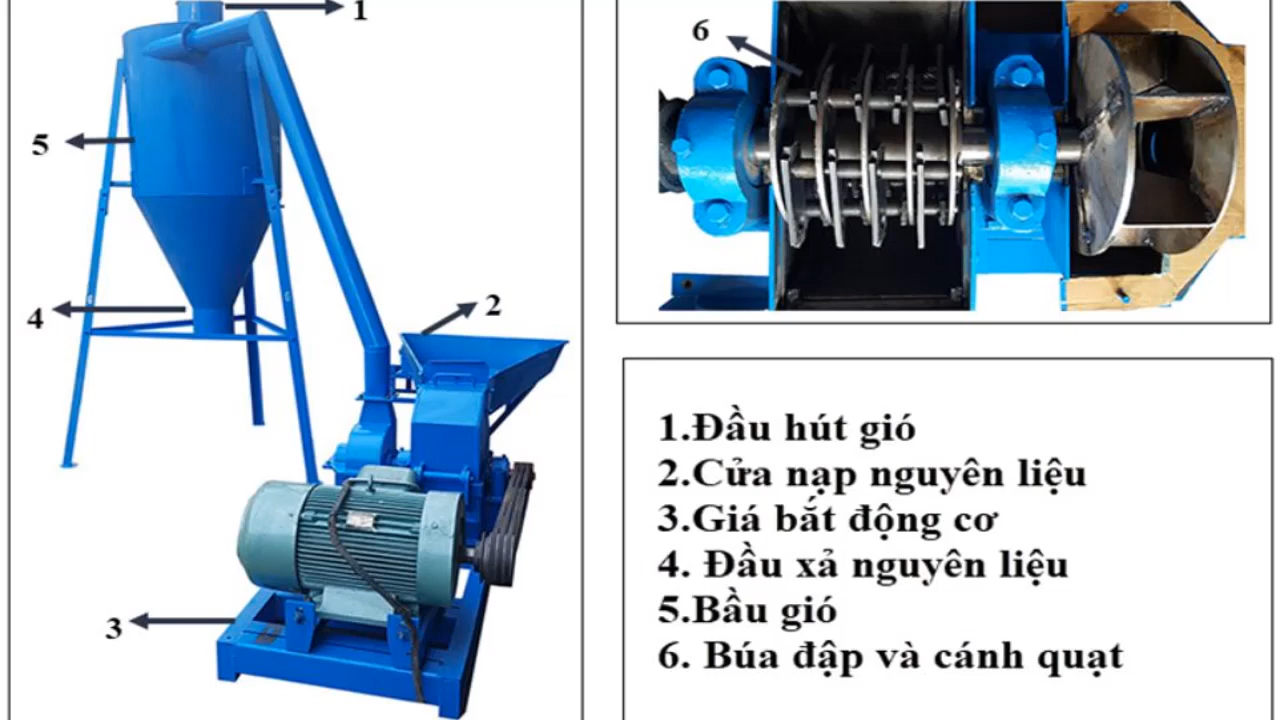 1
5
4
2
3
6
1.Đầu hút gió
2.Cửa nạp nguyên liệu
3.Giá bắt động cơ
4. Đầu xả nguyên liệu
5.Bầu gió
6. Búa đập và cánh quạt